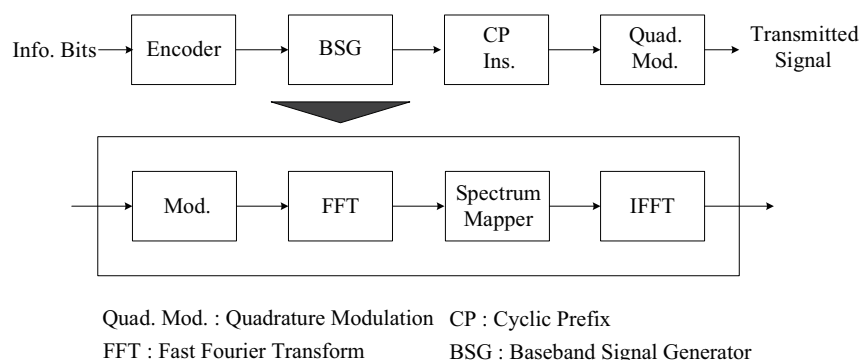 Info. Bits
Encoder
BSG
CP
Ins.
Quad.
Mod.
Transmitted
Signal
Mod.
FFT
Spectrum
Mapper
IFFT
Quad. Mod. : Quadrature Modulation CP : Cyclic Prefix
FFT : Fast Fourier Transform BSG : Baseband Signal Generator